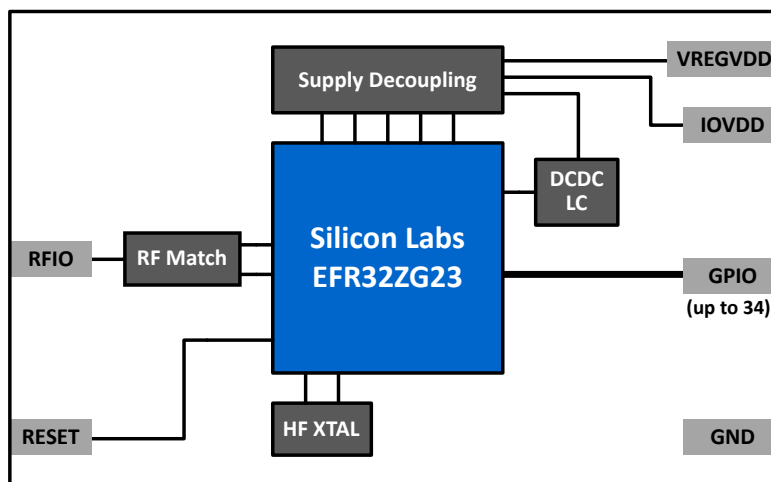 Supply Decoupling
VREGVDD
IOVDD
DCDC
LC
Silicon Labs
EFR32ZG23
RFIO
RF Match
GPIO
(up to 34)
RESET
HF XTAL
GND